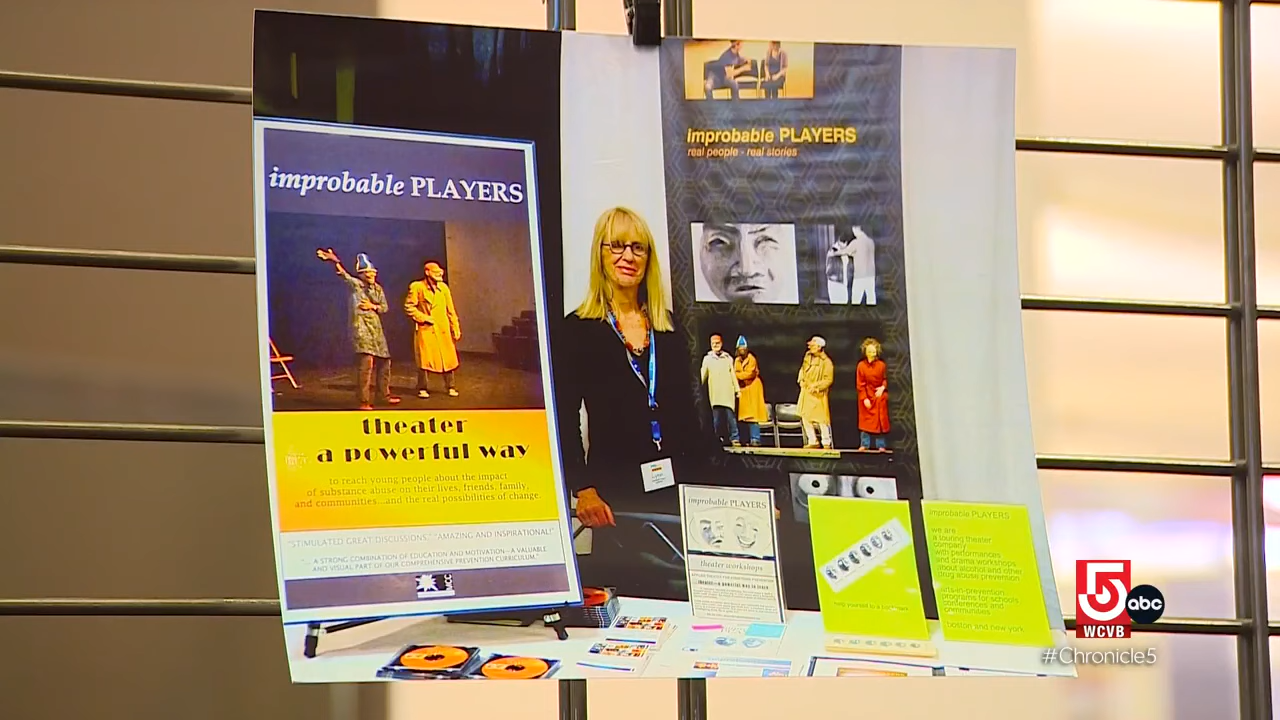 improbable PLAYERS
theater
a powerful way
to reach young people about the impact
of substance abuse on their lives, friends, family,
and communities...and the real possibilities of change.
"STIMULATED GREAT DISCUSSIONS," "AMAZING AND INSPIRATIONAL!"
"... A STRONG COMBINATION OF EDUCATION AND MOTIVATION—A VALUABLE
AND VISUAL PART OF OUR COMPREHENSIVE PREVENTION CURRICULUM."
improbable PLAYERS
real people - real stories
improbable PLAYERS
theater workshops
improbable PLAYERS
we are
a touring theater
company
with performances
and drama workshops
about alcohol and other
drug abuse prevention
arts-in-prevention
programs for schools
conferences and
communities
boston and new york
5
abc
WCVB
#Chronicle5